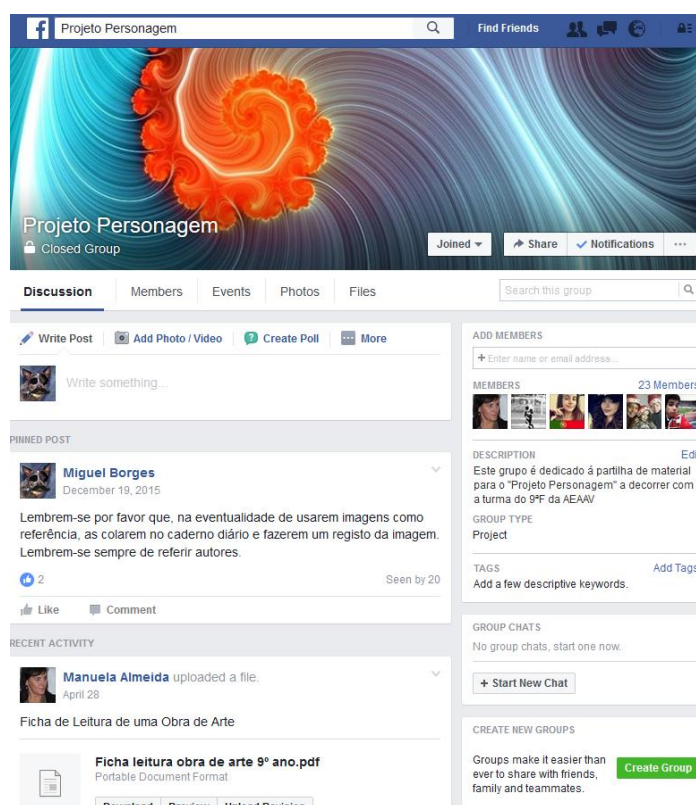 Projeto Personagem
Find Friends
Projeto Personagem
Closed Group
Joined
Share
Notifications
Discussion
Members
Events
Photos
Files
Search this group
Write Post
Add Photo / Video
Create Poll
More
Write something...
PINNED POST
Miguel Borges
December 19, 2015
Lembrem-se por favor que, na eventualidade de usarem imagens como
referência, as colarem no caderno diário e fazerem um registo da imagem.
Lembrem-se sempre de referir autores.
2
Seen by 20
Like
Comment
RECENT ACTIVITY
Manuela Almeida uploaded a file.
April 28
Ficha de Leitura de uma Obra de Arte
Ficha leitura obra de arte 9º ano.pdf
Portable Document Format
Download
Preview
Upload Revision
ADD MEMBERS
+ Enter name or email address...
MEMBERS
23 Members
DESCRIPTION
Edi
Este grupo é dedicado á partilha de material
para o "Projeto Personagem" a decorrer com
a turma do 9ºF da AEAAV
GROUP TYPE
Project
TAGS
Add Tags
Add a few descriptive keywords.
GROUP CHATS
No group chats, start one now.
+ Start New Chat
CREATE NEW GROUPS
Groups make it easier than
ever to share with friends,
family and teammates.
Create Group